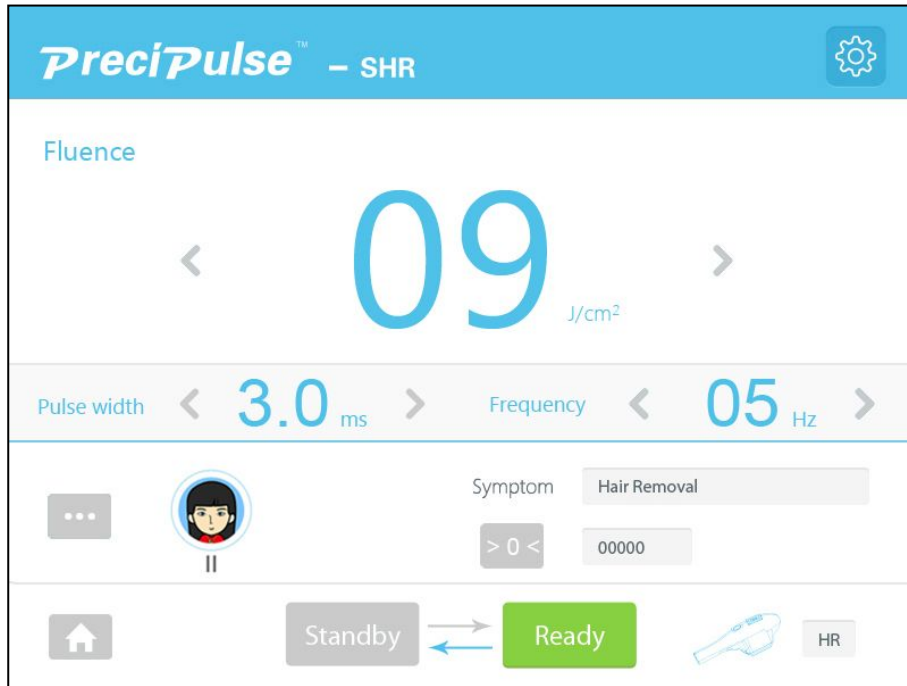 PreciPulse™ – SHR
Fluence
09 J/cm²
Pulse width 3.0 ms Frequency 05 Hz
Symptom Hair Removal
II
> 0 < 00000
Standby Ready HR